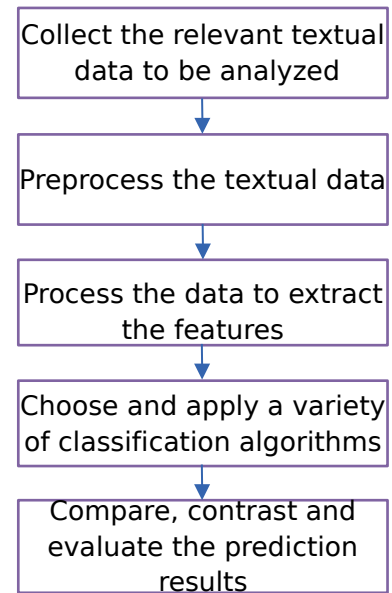 Collect the relevant textual
data to be analyzed
Preprocess the textual data
Process the data to extract
the features
Choose and apply a variety
of classification algorithms
Compare, contrast and
evaluate the prediction
results